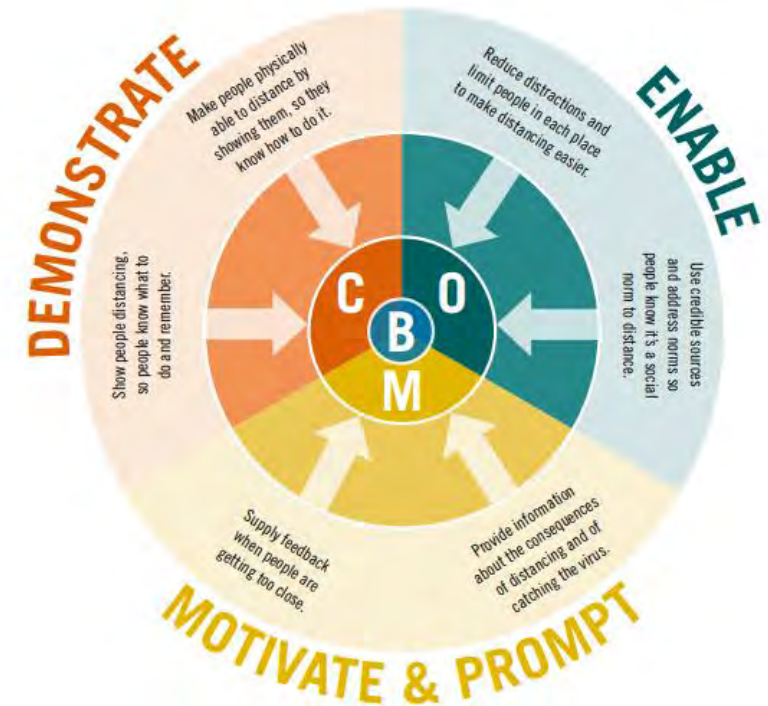 DEMONSTRATE
Make people physically
able to distance by
showing them, so they
know how to do it.
Show people distancing,
so people know what to
do and remember.
ENABLE
Reduce distractions and
limit people in each place
to make distancing easier.
Use credible sources
and address norms so
people know it's a social
norm to distance.
C
O
B
M
Supply feedback
when people are
getting too close.
Provide information
about the consequences
of distancing and of
catching the virus.
MOTIVATE & PROMPT